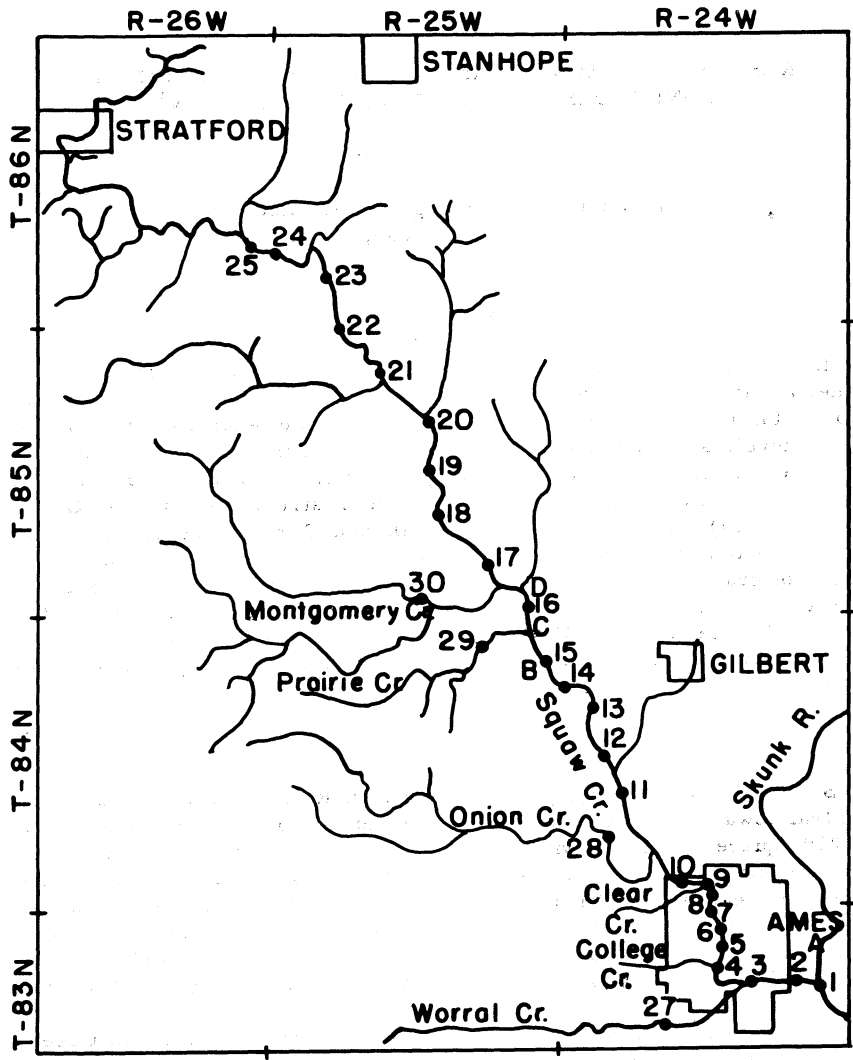 R-26W
R-25W
R-24W
STANHOPE
STRATFORD
T-86N
24
25
23
22
21
20
19
T-85N
18
17
30
D
16
Montgomery Cr.
C
29
15
B
14
GILBERT
Prairie Cr
13
Squaw Cr.
12
Skunk R.
T-84N
11
Onion Cr.
28
10
9
Clear
8
7
Cr.
6
AMES
A
College
5
4
3
2
1
Cr.
T-83N
Worral Cr.
27